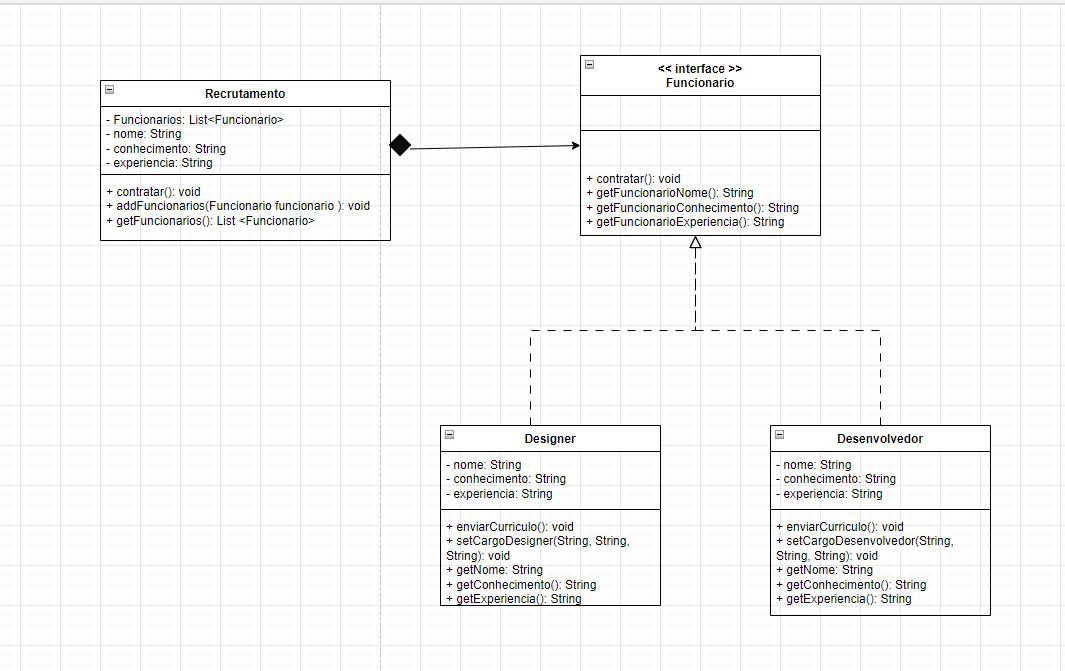 Recrutamento
- Funcionarios: List<Funcionario>
- nome: String
- conhecimento: String
- experiencia: String
+ contratar(): void
+ addFuncionarios(Funcionario funcionario ): void
+ getFuncionarios(): List <Funcionario>
<< interface >>
Funcionario
+ contratar(): void
+ getFuncionarioNome(): String
+ getFuncionarioConhecimento(): String
+ getFuncionarioExperiencia(): String
Designer
- nome: String
- conhecimento: String
- experiencia: String
+ enviarCurriculo(): void
+ setCargoDesigner(String, String,
String): void
+ getNome: String
+ getConhecimento(): String
+ getExperiencia(): String
Desenvolvedor
- nome: String
- conhecimento: String
- experiencia: String
+ enviarCurriculo(): void
+ setCargoDesenvolvedor(String,
String, String): void
+ getNome: String
+ getConhecimento(): String
+ getExperiencia(): String